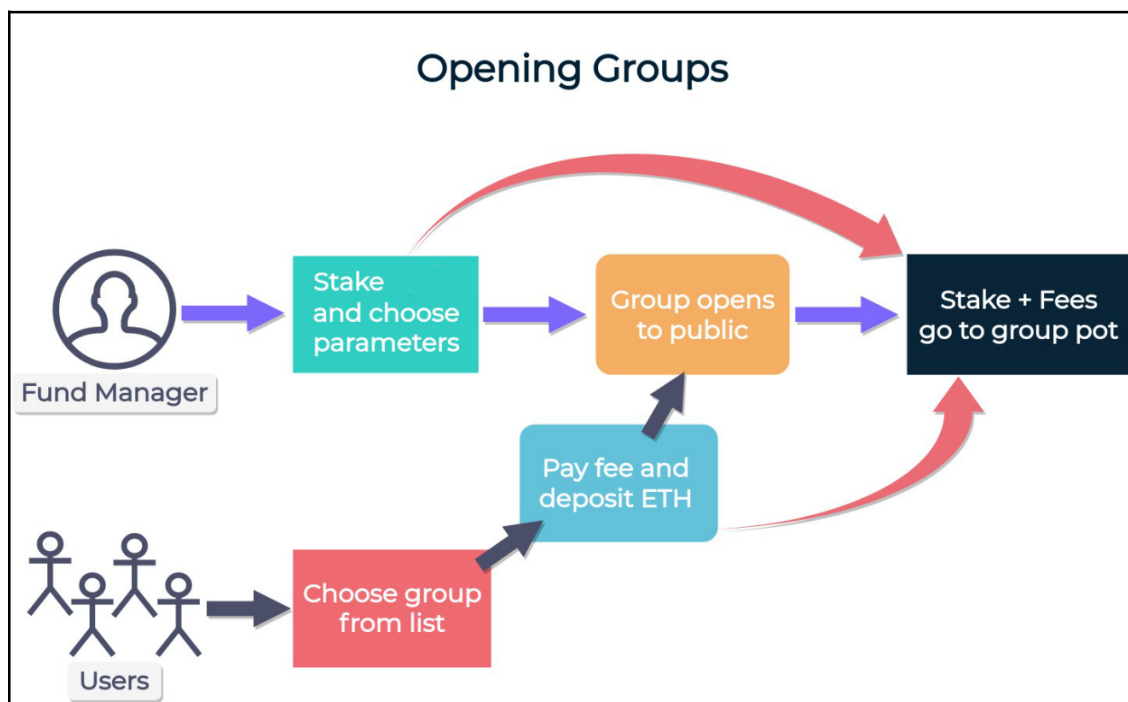 Opening Groups
Stake
and choose
parameters
Group opens
to public
Stake + Fees
go to group pot
Fund Manager
Pay fee and
deposit ETH
Choose group
from list
Users